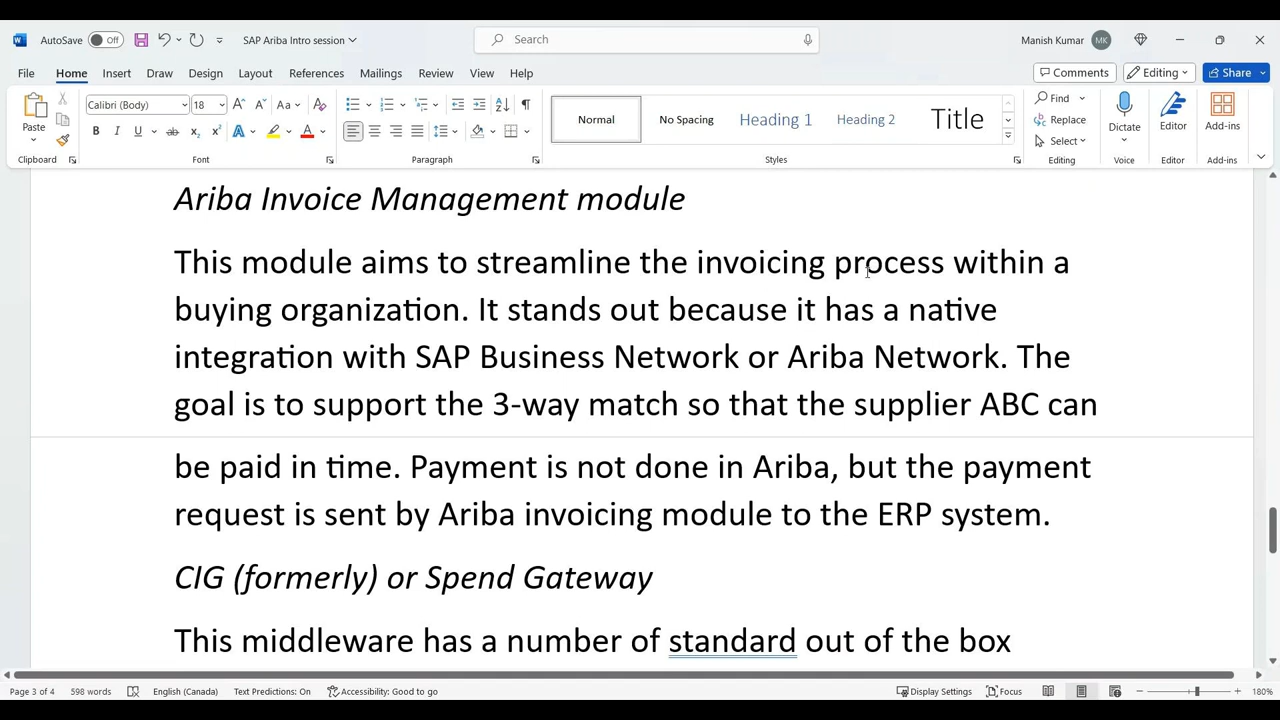 AutoSave Off SAP Ariba Intro session Search Manish Kumar MK
File Home Insert Draw Design Layout References Mailings Review View Help Comments Editing Share
Paste Calibri (Body) 18 Aa Normal No Spacing Heading 1 Heading 2 Title Find Replace Select Dictate Editor Add-ins
B I U ab x₂ x² A A
Clipboard Font Paragraph Styles Editing Voice Editor Add-ins
Ariba Invoice Management module
This module aims to streamline the invoicing process within a
buying organization. It stands out because it has a native
integration with SAP Business Network or Ariba Network. The
goal is to support the 3-way match so that the supplier ABC can
be paid in time. Payment is not done in Ariba, but the payment
request is sent by Ariba invoicing module to the ERP system.
CIG (formerly) or Spend Gateway
This middleware has a number of standard out of the box
Page 3 of 4 598 words English (Canada) Text Predictions: On Accessibility: Good to go Display Settings Focus 180%